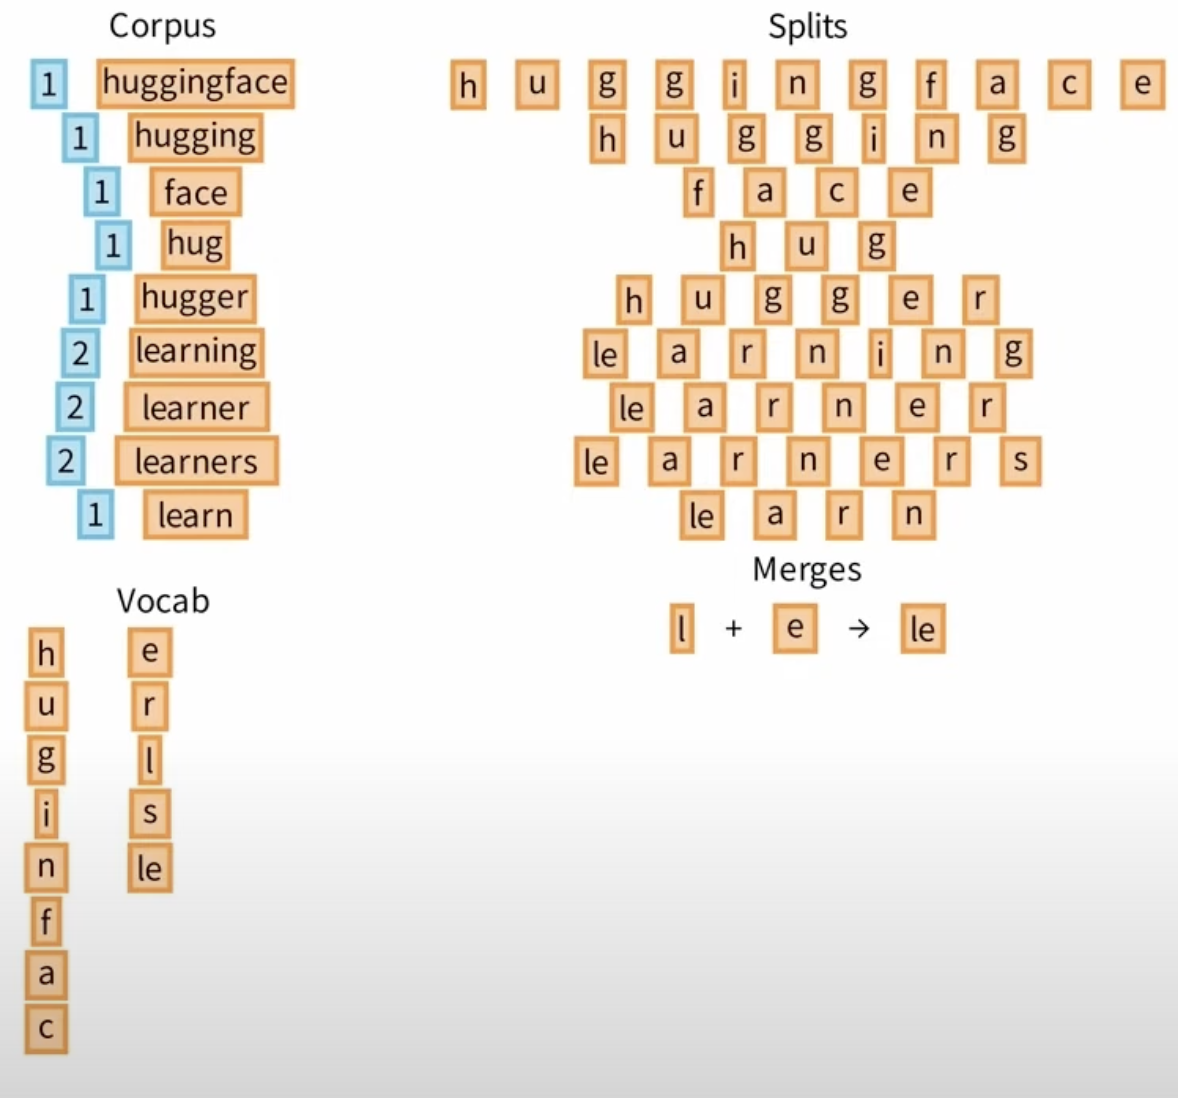 Corpus
1 huggingface
1 hugging
1 face
1 hug
1 hugger
2 learning
2 learner
2 learners
1 learn
Splits
h u g g i n g f a c e
h u g g i n g
f a c e
h u g
h u g g e r
le a r n i n g
le a r n e r
le a r n e r s
le a r n
Merges
l + e → le
Vocab
h e
u r
g l
i s
n le
f
a
c